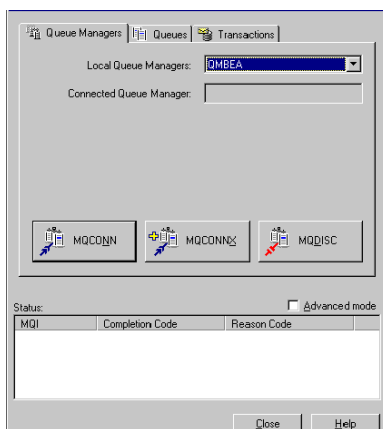 Queue Managers Queues Transactions
Local Queue Managers: QMBEA
Connected Queue Manager:
MQCONN MQCONNX MQDISC
Status: Advanced mode
MQI Completion Code Reason Code
Close Help